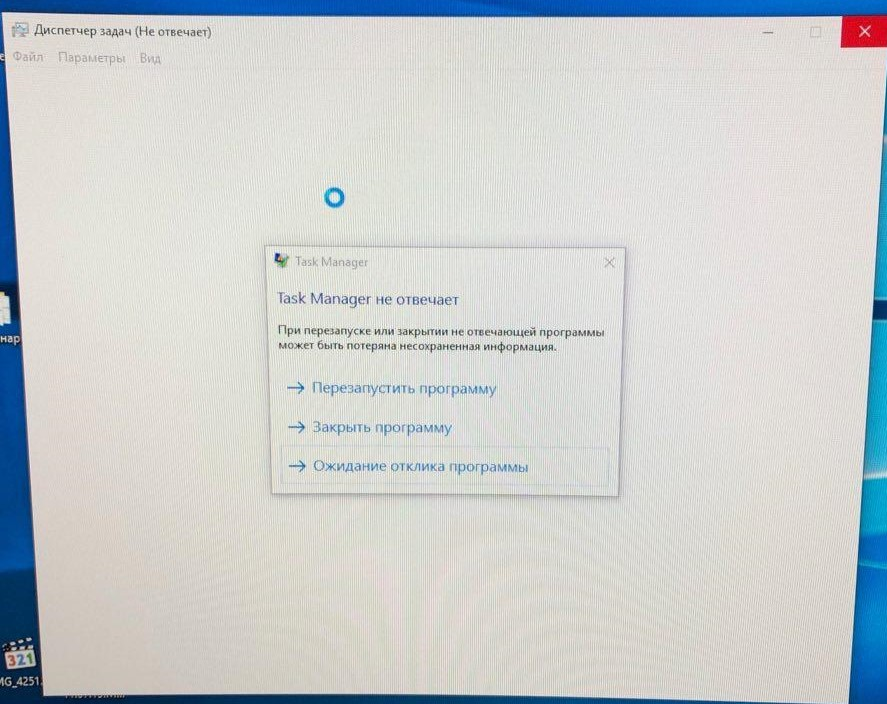 Диспетчер задач (Не отвечает)
Файл Параметры Вид
Task Manager
Task Manager не отвечает
При перезапуске или закрытии не отвечающей программы
может быть потеряна несохраненная информация.
Перезапустить программу
Закрыть программу
Ожидание отклика программы
нар
321
MG_4251.